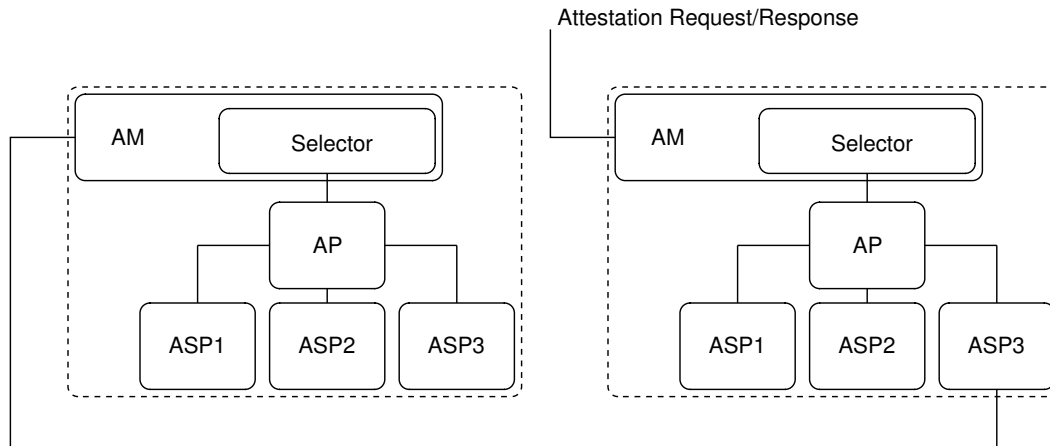 Attestation Request/Response
AM
Selector
AP
ASP1
ASP2
ASP3
AM
Selector
AP
ASP1
ASP2
ASP3